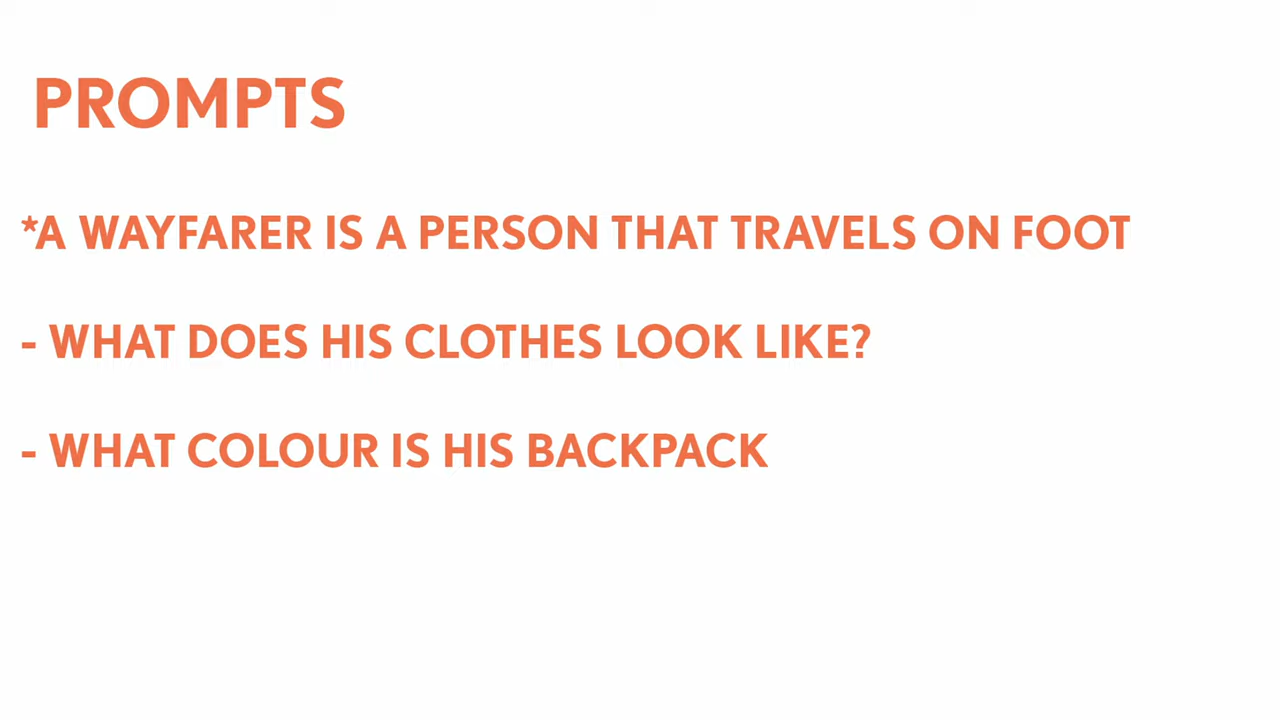 PROMPTS
*A WAYFARER IS A PERSON THAT TRAVELS ON FOOT
- WHAT DOES HIS CLOTHES LOOK LIKE?
- WHAT COLOUR IS HIS BACKPACK